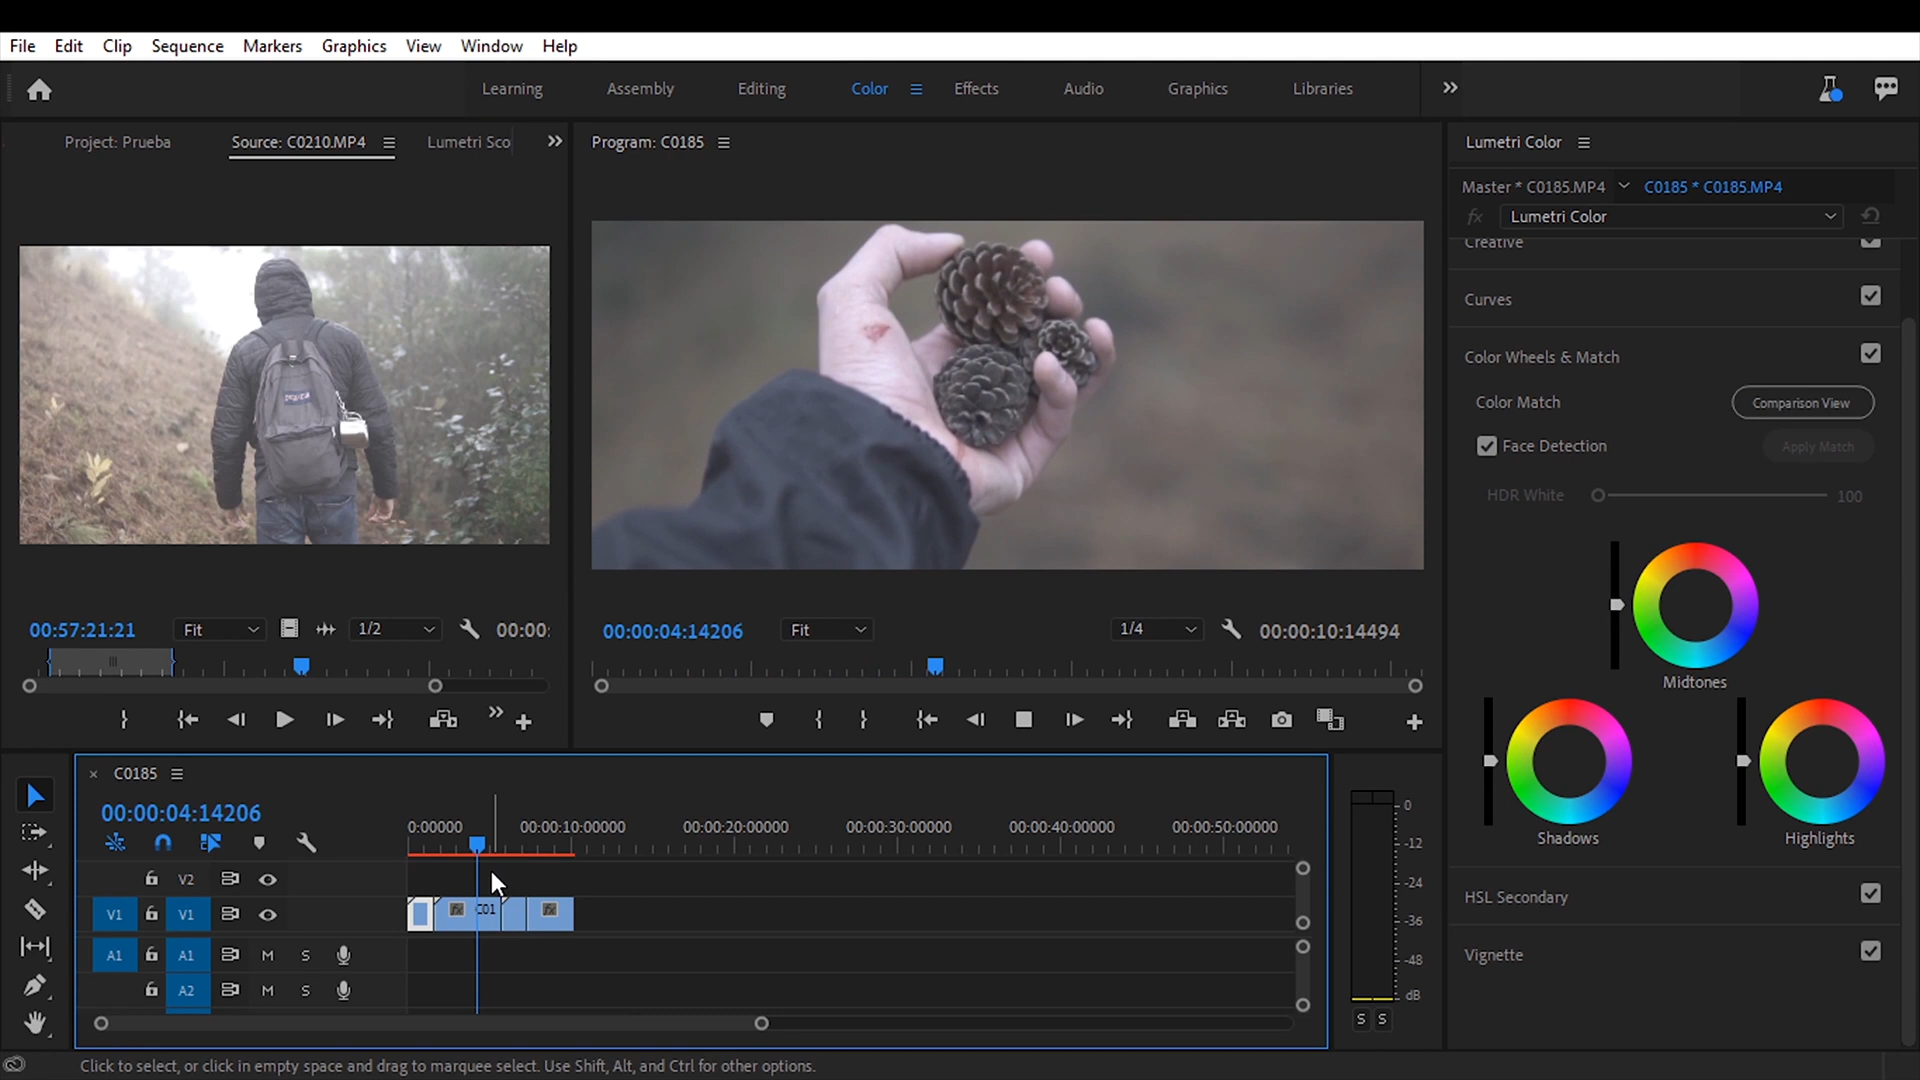 File Edit Clip Sequence Markers Graphics View Window Help
Learning Assembly Editing Color Effects Audio Graphics Libraries
Project: Prueba Source: C0210.MP4 Lumetri Sco
Program: C0185
Lumetri Color
Master * C0185.MP4 C0185 * C0185.MP4
fx Lumetri Color
Creative
Curves
Color Wheels & Match
Color Match Comparison View
Face Detection Apply Match
HDR White 100
Midtones
Shadows Highlights
HSL Secondary
Vignette
00:57:21:21 Fit 1/2 00:00:
00:00:04:14206 Fit 1/4 00:00:10:14494
C0185
00:00:04:14206
0:00000 00:00:10:00000 00:00:20:00000 00:00:30:00000 00:00:40:00000 00:00:50:00000
V2
V1 V1 fx C01 fx
A1 A1 M S
A2 M S
0
-12
-24
-36
-48
dB
S S
Click to select, or click in empty space and drag to marquee select. Use Shift, Alt, and Ctrl for other options.